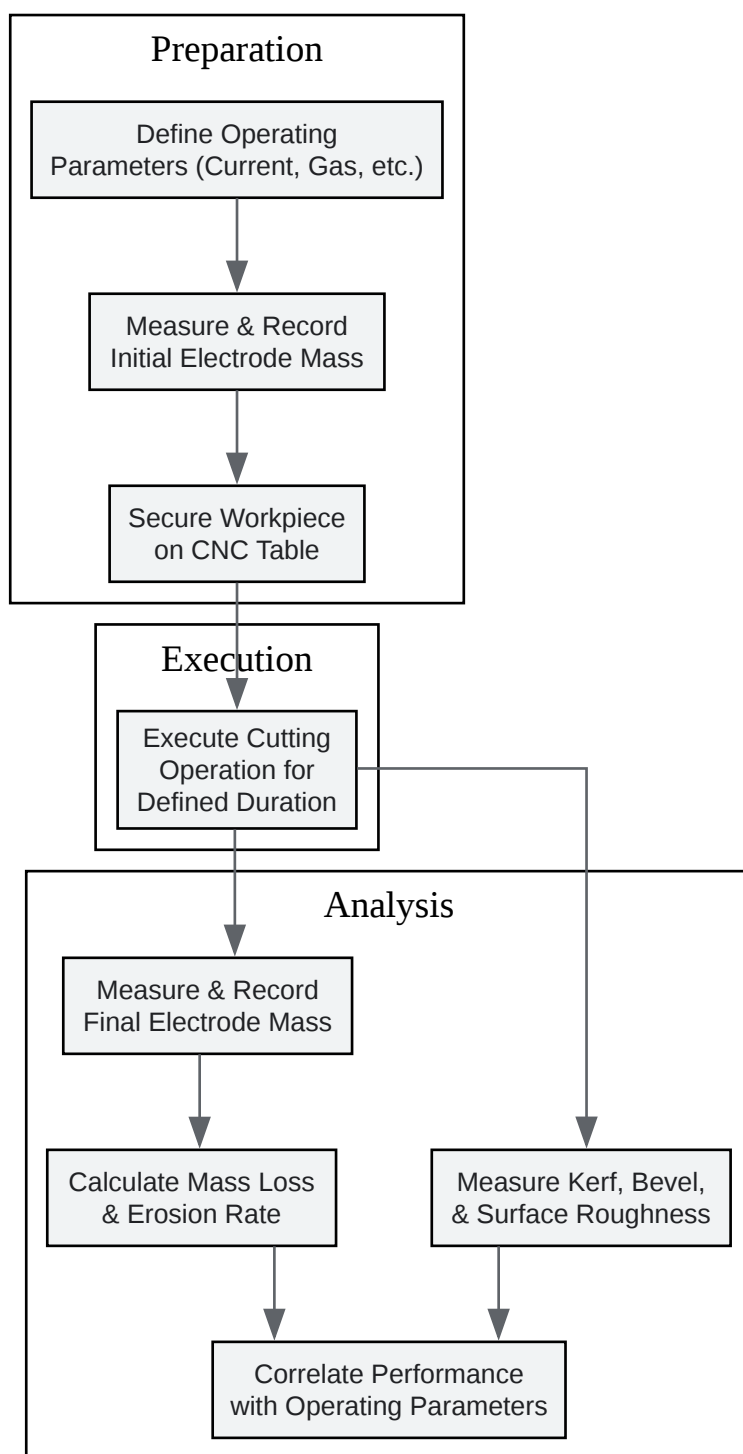 Preparation
Define Operating
Parameters (Current, Gas, etc.)
Measure & Record
Initial Electrode Mass
Secure Workpiece
on CNC Table
Execution
Execute Cutting
Operation for
Defined Duration
Analysis
Measure & Record
Final Electrode Mass
Calculate Mass Loss
& Erosion Rate
Measure Kerf, Bevel,
& Surface Roughness
Correlate Performance
with Operating Parameters